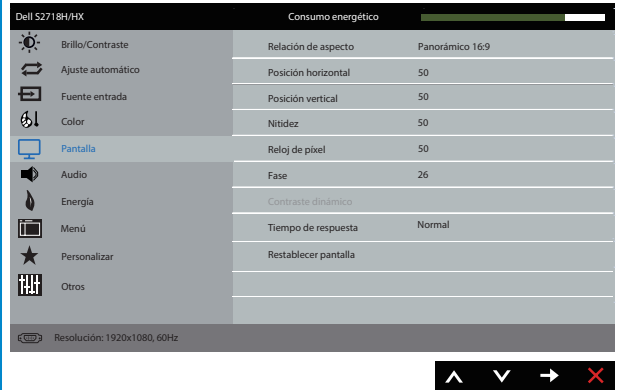 Dell S2718H/HX Consumo energético
Brillo/Contraste
Ajuste automático
Fuente entrada
Color
Pantalla
Audio
Energía
Menú
Personalizar
Otros
Relación de aspecto Panorámico 16:9
Posición horizontal 50
Posición vertical 50
Nitidez 50
Reloj de píxel 50
Fase 26
Contraste dinámico
Tiempo de respuesta Normal
Restablecer pantalla
Resolución: 1920x1080, 60Hz